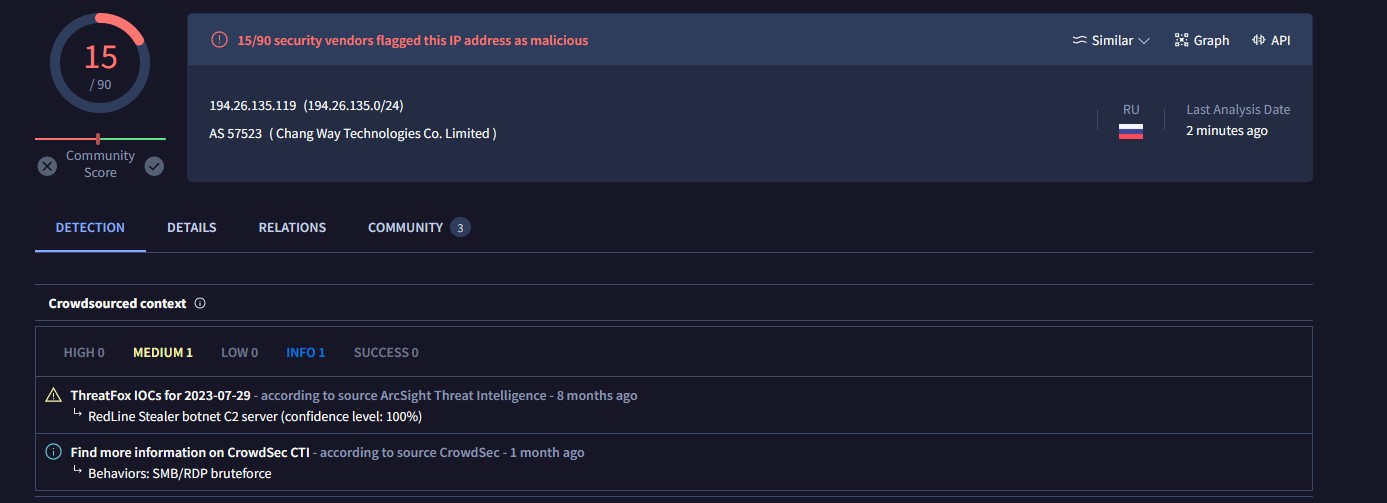 15
/ 90
Community
Score
15/90 security vendors flagged this IP address as malicious
Similar
Graph
API
194.26.135.119 (194.26.135.0/24)
AS 57523 ( Chang Way Technologies Co. Limited )
RU
Last Analysis Date
2 minutes ago
DETECTION DETAILS RELATIONS COMMUNITY 3
Crowdsourced context
HIGH 0 MEDIUM 1 LOW 0 INFO 1 SUCCESS 0
ThreatFox IOCs for 2023-07-29 - according to source ArcSight Threat Intelligence - 8 months ago
RedLine Stealer botnet C2 server (confidence level: 100%)
Find more information on CrowdSec CTI - according to source CrowdSec - 1 month ago
Behaviors: SMB/RDP bruteforce